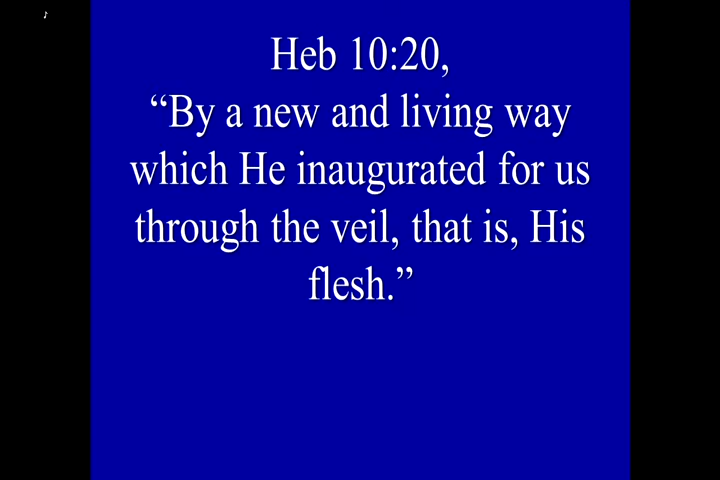 ♪
Heb 10:20,
“By a new and living way
which He inaugurated for us
through the veil, that is, His
flesh.”